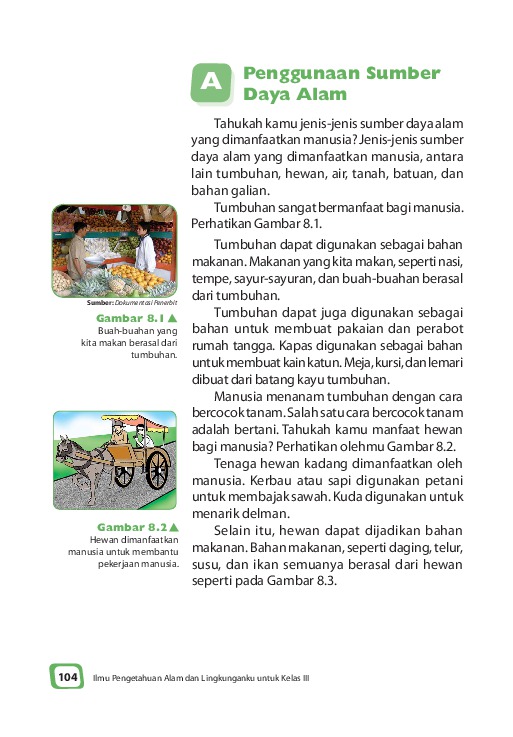 A
Penggunaan Sumber
Daya Alam
Tahukah kamu jenis-jenis sumber daya alam
yang dimanfaatkan manusia? Jenis-jenis sumber
daya alam yang dimanfaatkan manusia, antara
lain tumbuhan, hewan, air, tanah, batuan, dan
bahan galian.
Tumbuhan sangat bermanfaat bagi manusia.
Perhatikan Gambar 8.1.
Tumbuhan dapat digunakan sebagai bahan
makanan. Makanan yang kita makan, seperti nasi,
tempe, sayur-sayuran, dan buah-buahan berasal
dari tumbuhan.
Tumbuhan dapat juga digunakan sebagai
bahan untuk membuat pakaian dan perabot
rumah tangga. Kapas digunakan sebagai bahan
untuk membuat kain katun. Meja, kursi, dan lemari
dibuat dari batang kayu tumbuhan.
Manusia menanam tumbuhan dengan cara
bercocok tanam. Salah satu cara bercocok tanam
adalah bertani. Tahukah kamu manfaat hewan
bagi manusia? Perhatikan olehmu Gambar 8.2.
Tenaga hewan kadang dimanfaatkan oleh
manusia. Kerbau atau sapi digunakan petani
untuk membajak sawah. Kuda digunakan untuk
menarik delman.
Selain itu, hewan dapat dijadikan bahan
makanan. Bahan makanan, seperti daging, telur,
susu, dan ikan semuanya berasal dari hewan
seperti pada Gambar 8.3.
Sumber: Dokumentasi Penerbit
Gambar 8.1 ▲
Buah-buahan yang
kita makan berasal dari
tumbuhan.
Gambar 8.2 ▲
Hewan dimanfaatkan
manusia untuk membantu
pekerjaan manusia.
104 Ilmu Pengetahuan Alam dan Lingkunganku untuk Kelas III